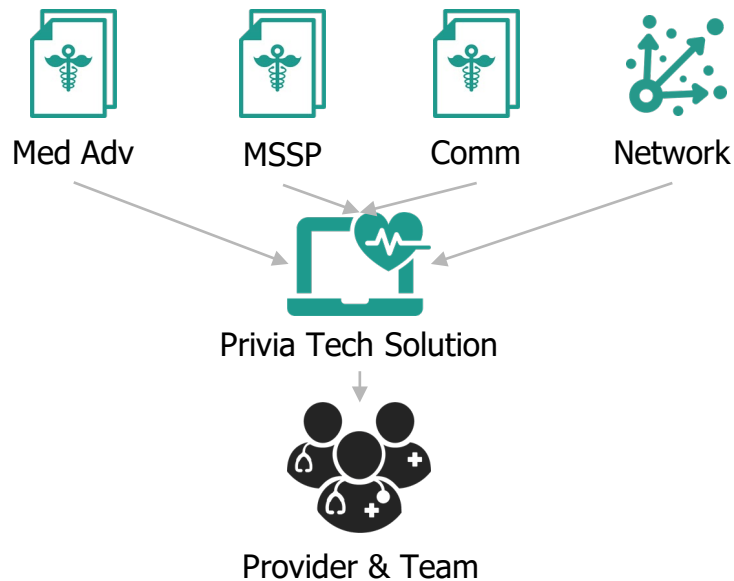 Med Adv
MSSP
Comm
Network
Privia Tech Solution
Provider & Team